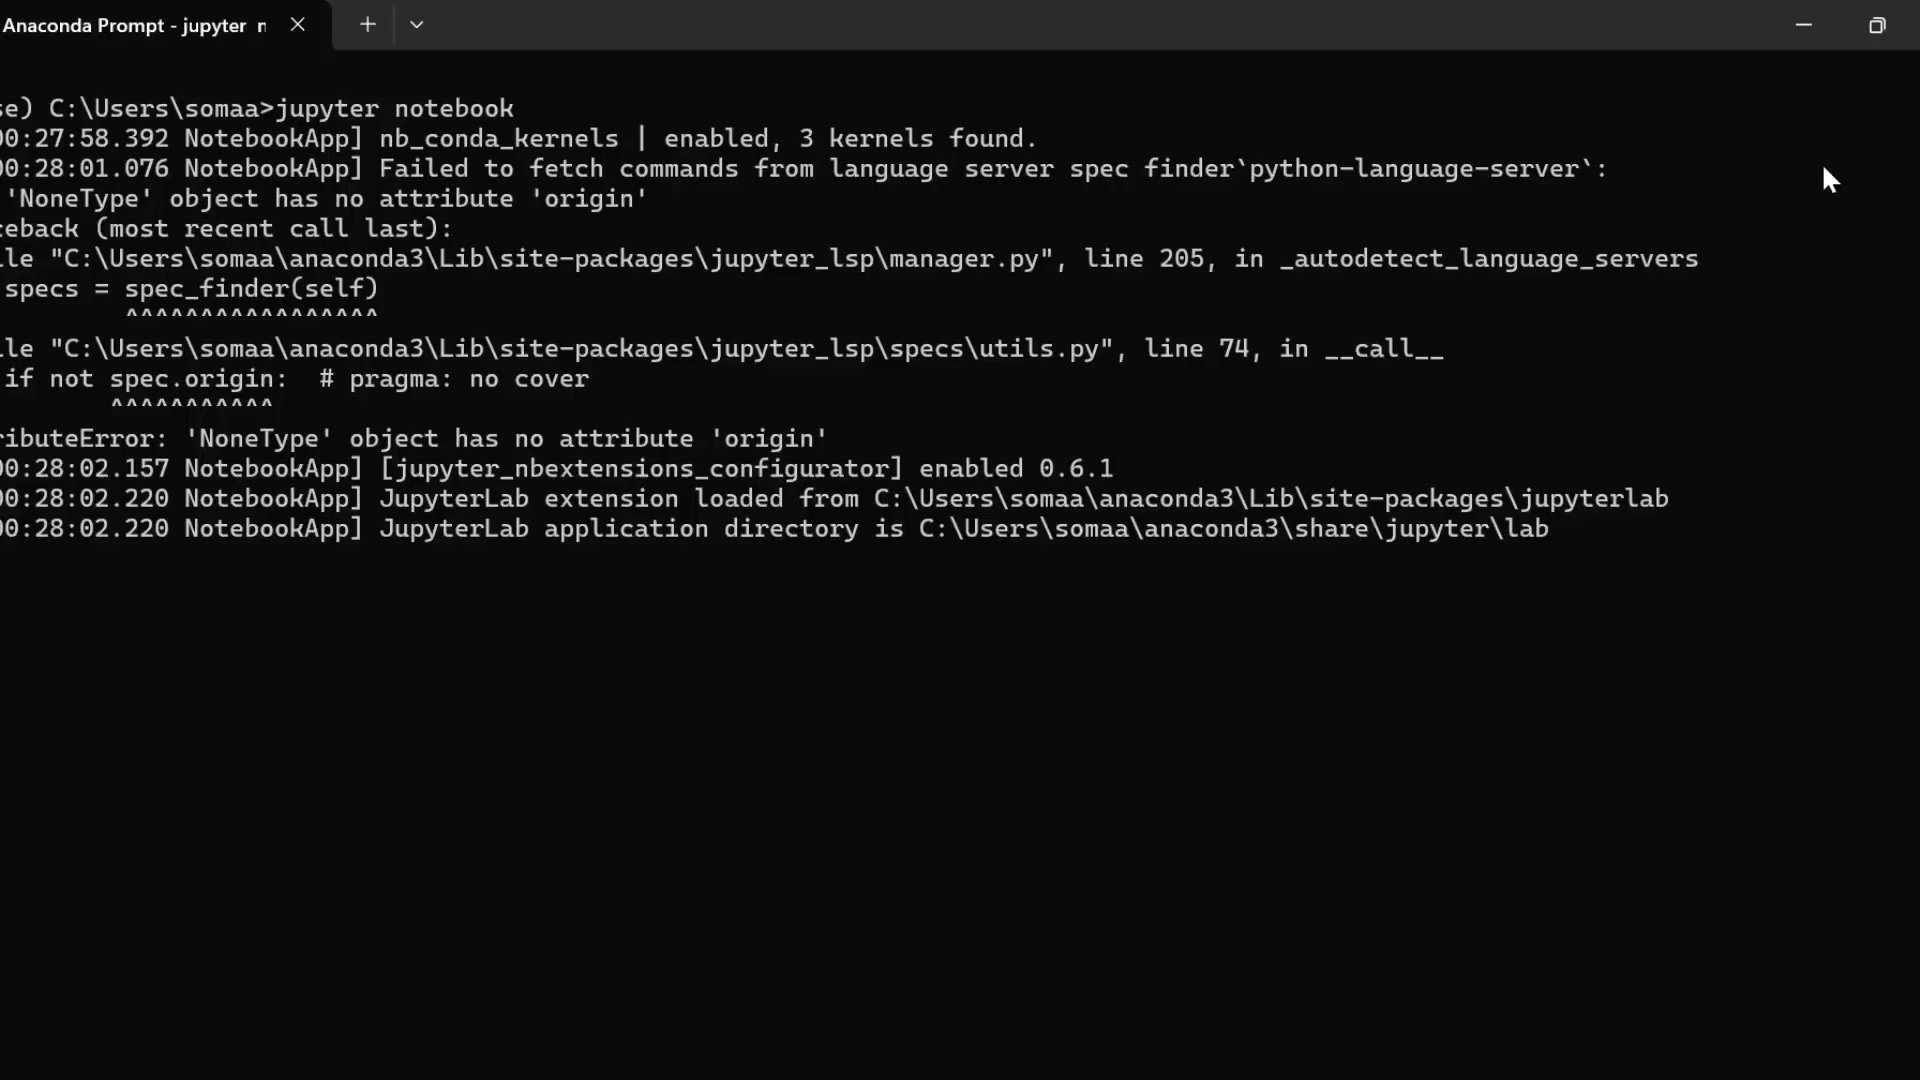 Anaconda Prompt - jupyter n
se) C:\Users\somaa>jupyter notebook
00:27:58.392 NotebookApp] nb_conda_kernels | enabled, 3 kernels found.
00:28:01.076 NotebookApp] Failed to fetch commands from language server spec finder`python-language-server`:
'NoneType' object has no attribute 'origin'
ceback (most recent call last):
le "C:\Users\somaa\anaconda3\Lib\site-packages\jupyter_lsp\manager.py", line 205, in _autodetect_language_servers
specs = spec_finder(self)
^^^^^^^^^^^^^^^^^
le "C:\Users\somaa\anaconda3\Lib\site-packages\jupyter_lsp\specs\utils.py", line 74, in __call__
if not spec.origin:  # pragma: no cover
^^^^^^^^^^^
ributeError: 'NoneType' object has no attribute 'origin'
00:28:02.157 NotebookApp] [jupyter_nbextensions_configurator] enabled 0.6.1
00:28:02.220 NotebookApp] JupyterLab extension loaded from C:\Users\somaa\anaconda3\Lib\site-packages\jupyterlab
00:28:02.220 NotebookApp] JupyterLab application directory is C:\Users\somaa\anaconda3\share\jupyter\lab